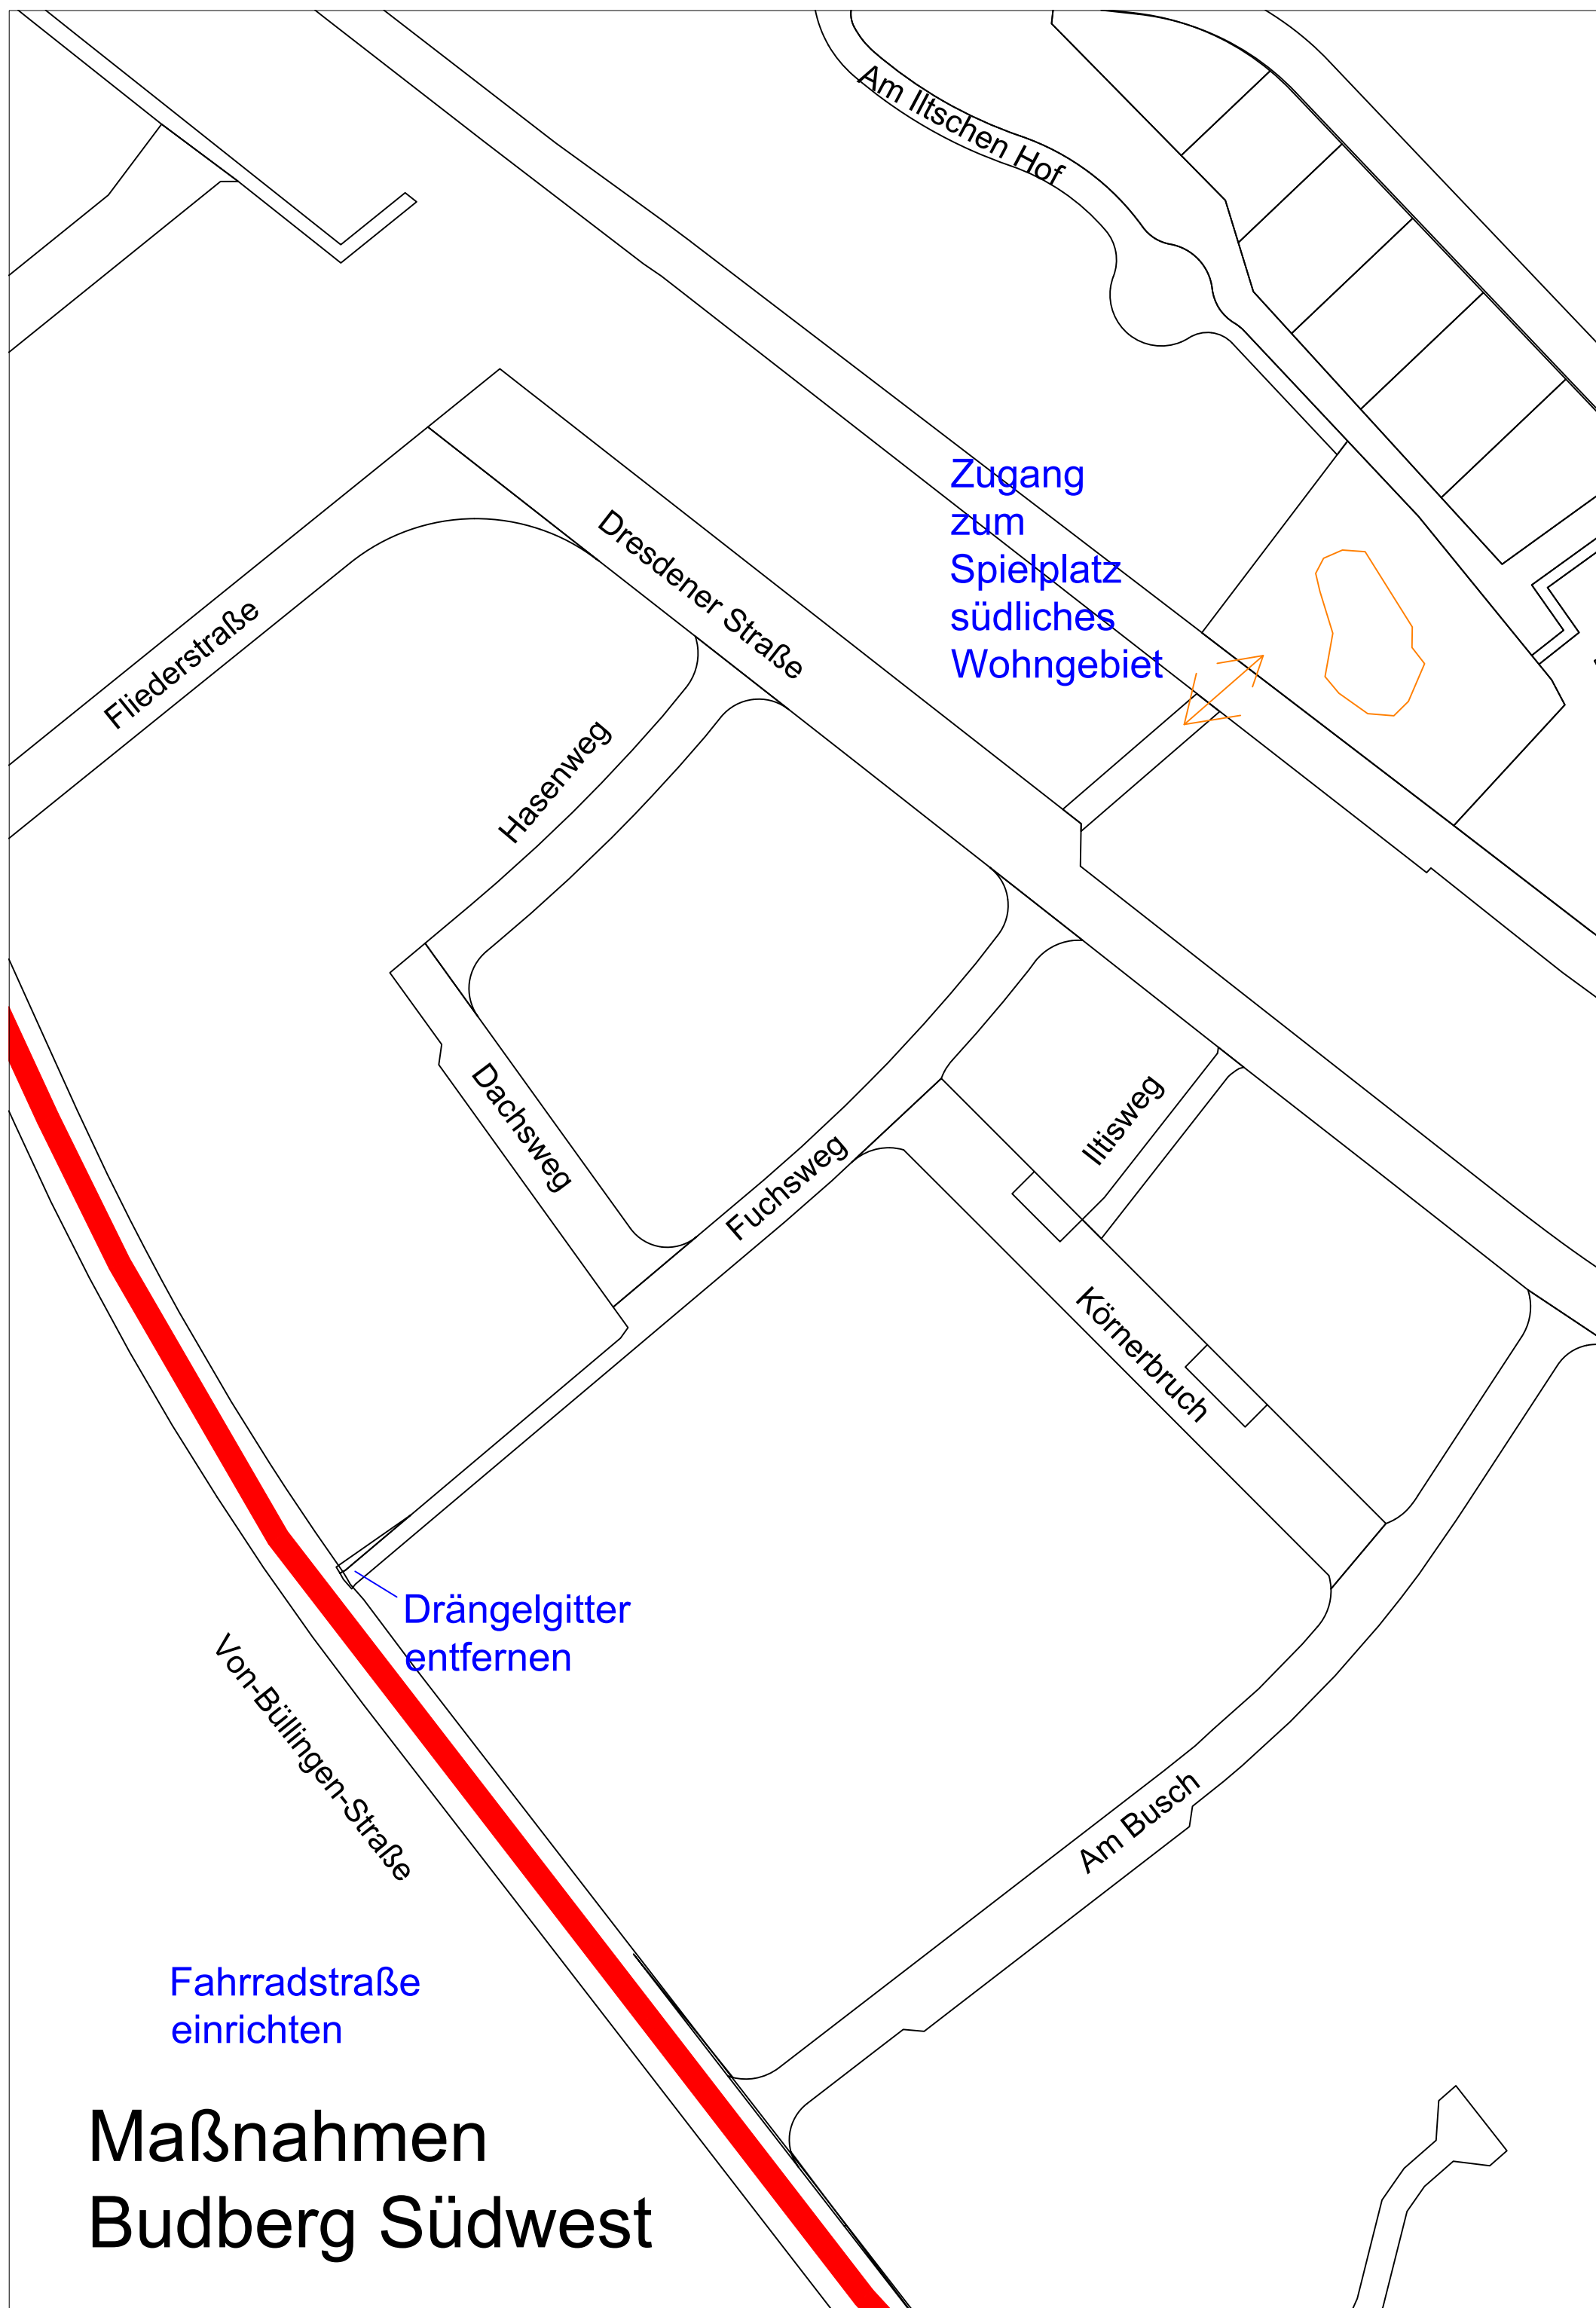 Am Iltschen Hof
Zugang
zum
Spielplatz
südliches
Wohngebiet
Dresdener Straße
Fliederstraße
Hasenweg
Dachsweg
Fuchsweg
Iltisweg
Körnerbruch
Drängelgitter
entfernen
Von-Büllingen-Straße
Am Busch
Fahrradstraße
einrichten
Maßnahmen
Budberg Südwest